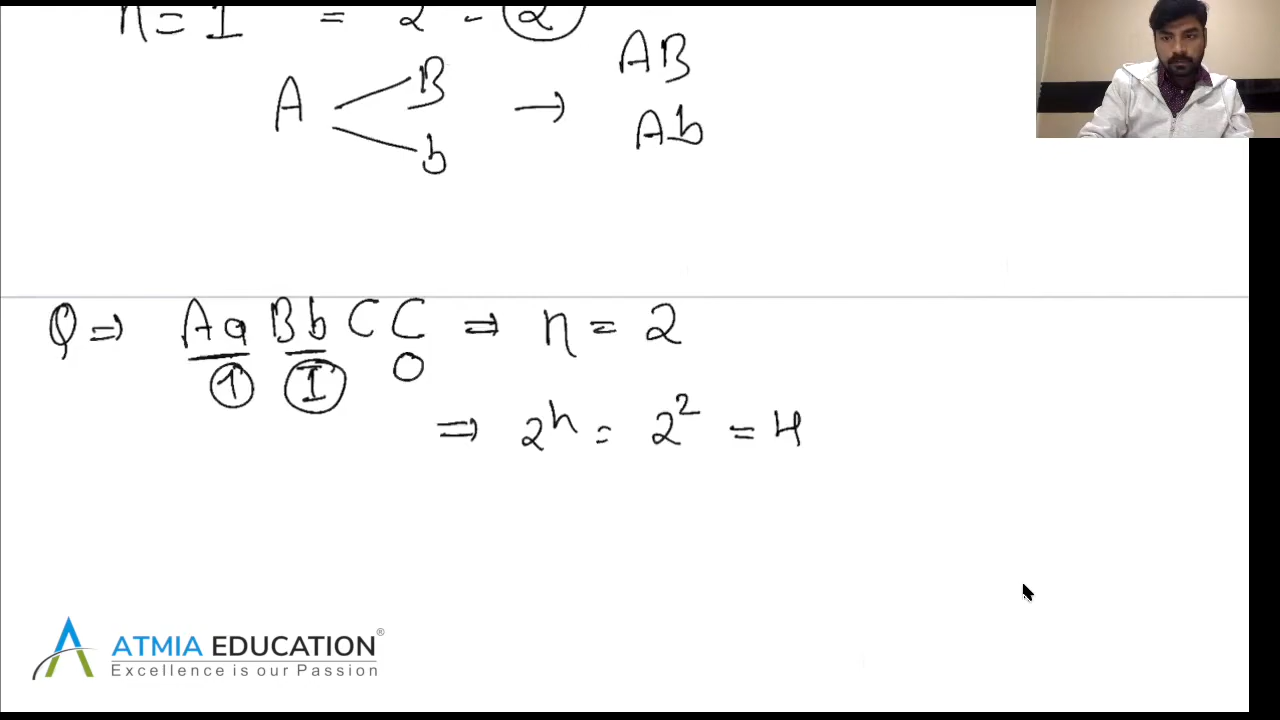 n = 1 = 2 - 2
A B b → AB
Ab
Q ⇒ Aa Bb CC ⇒ n = 2
1 1 0
⇒ 2ⁿ = 2² = 4
ATMIA EDUCATION®
Excellence is our Passion